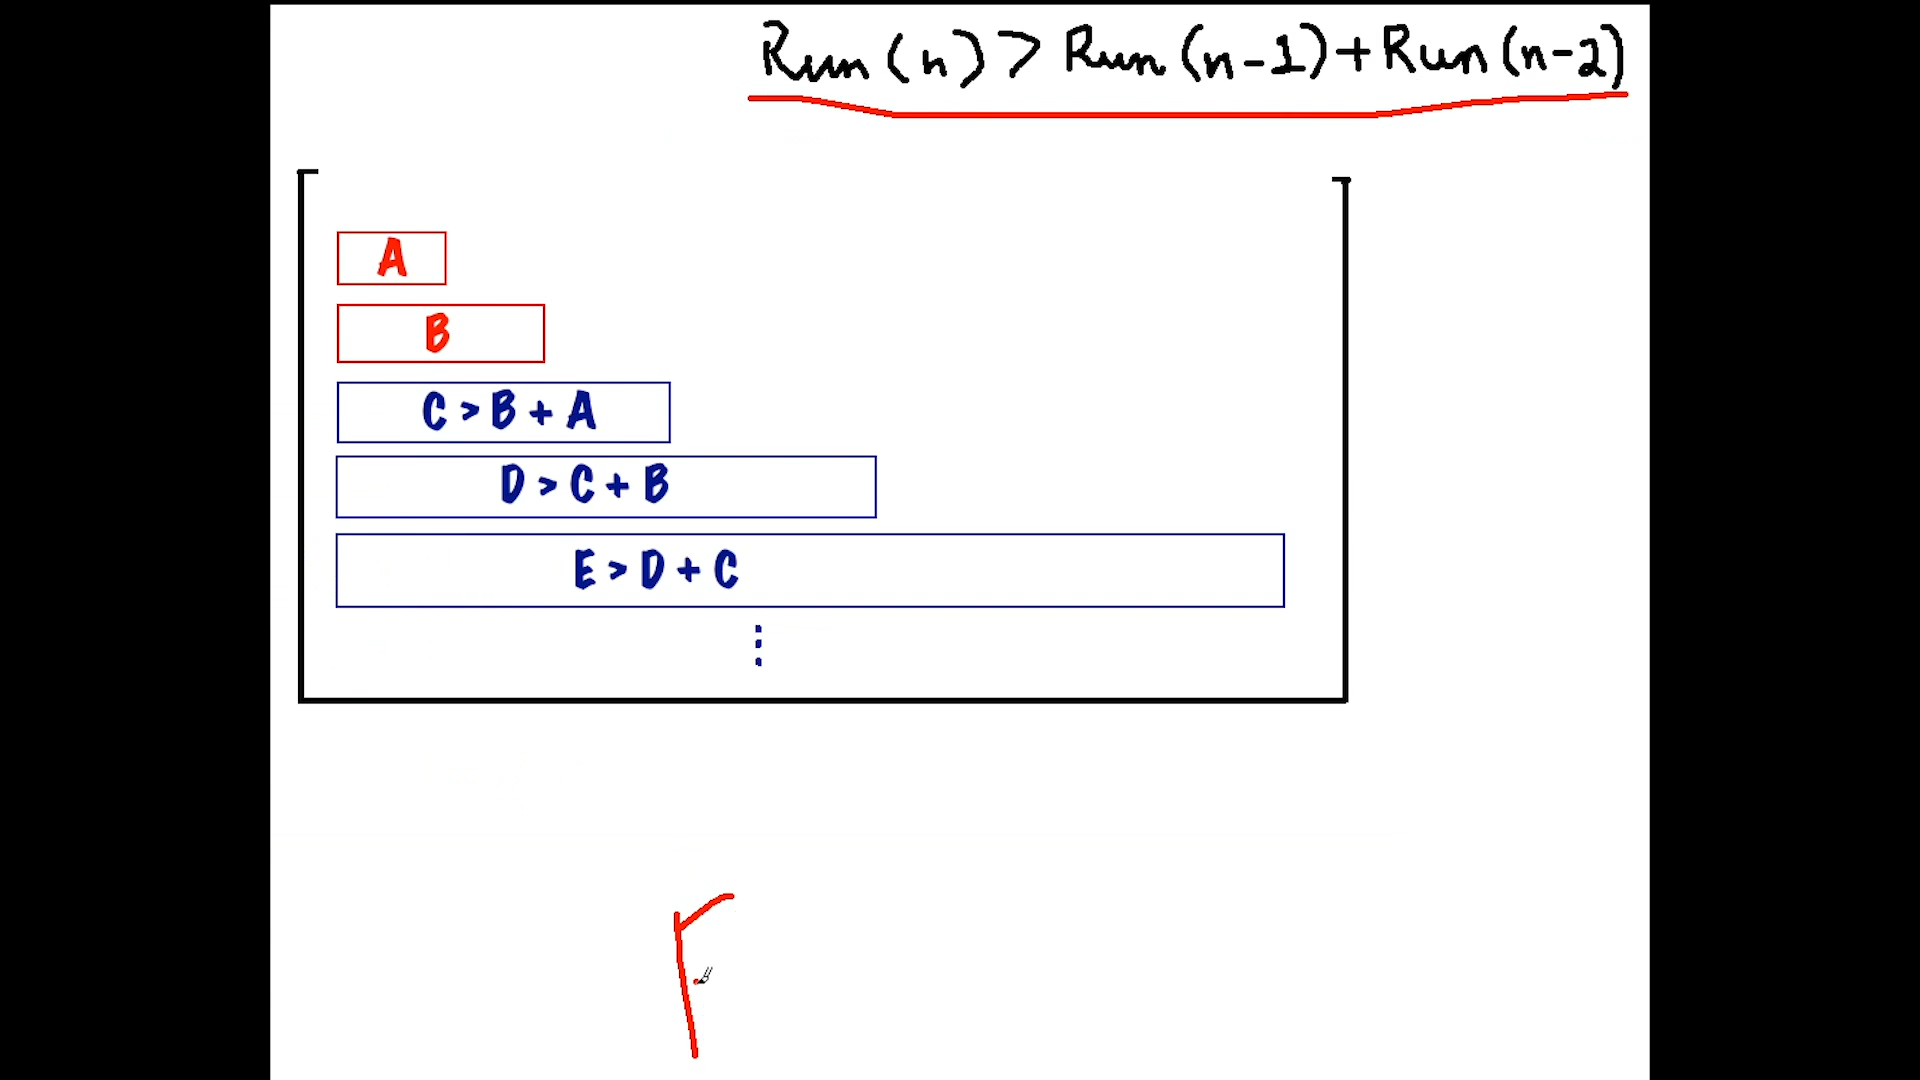 Run(n) > Run(n-1)+Run(n-2)
A
B
C > B + A
D > C + B
E > D + C
⋮